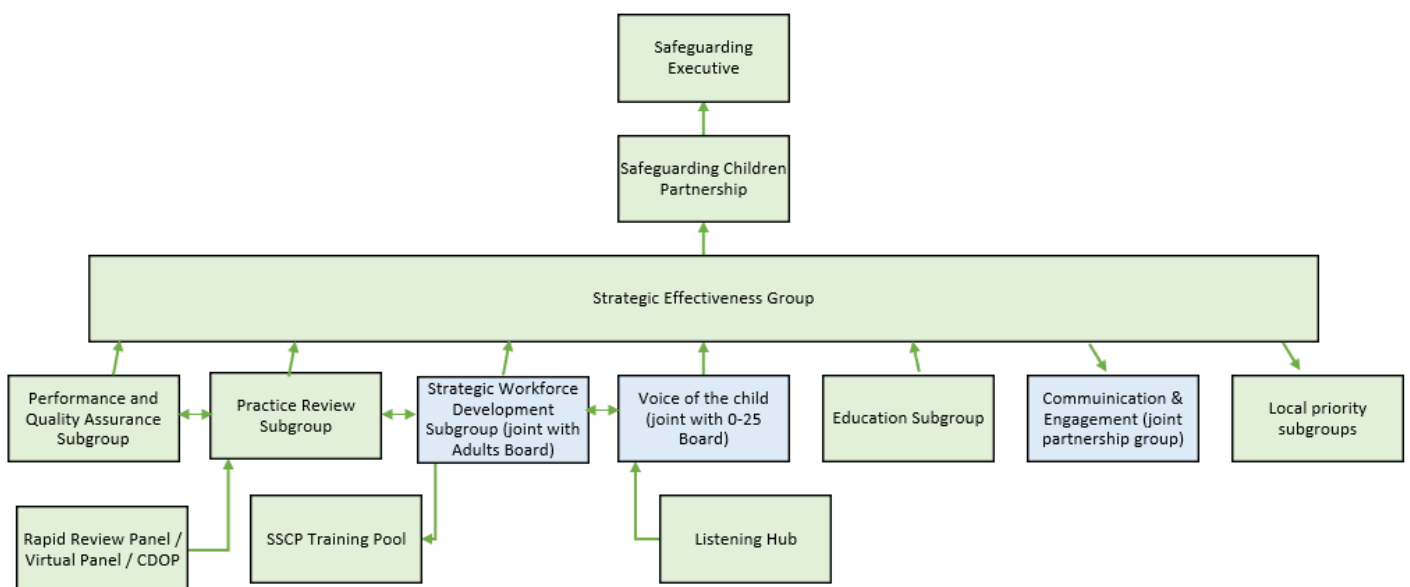 Safeguarding
Executive
Safeguarding Children
Partnership
Strategic Effectiveness Group
Performance and
Quality Assurance
Subgroup
Practice Review
Subgroup
Strategic Workforce
Development
Subgroup (joint with
Adults Board)
Voice of the child
(joint with 0-25
Board)
Education Subgroup
Commuinication &
Engagement (joint
partnership group)
Local priority
subgroups
Rapid Review Panel /
Virtual Panel / CDOP
SSCP Training Pool
Listening Hub